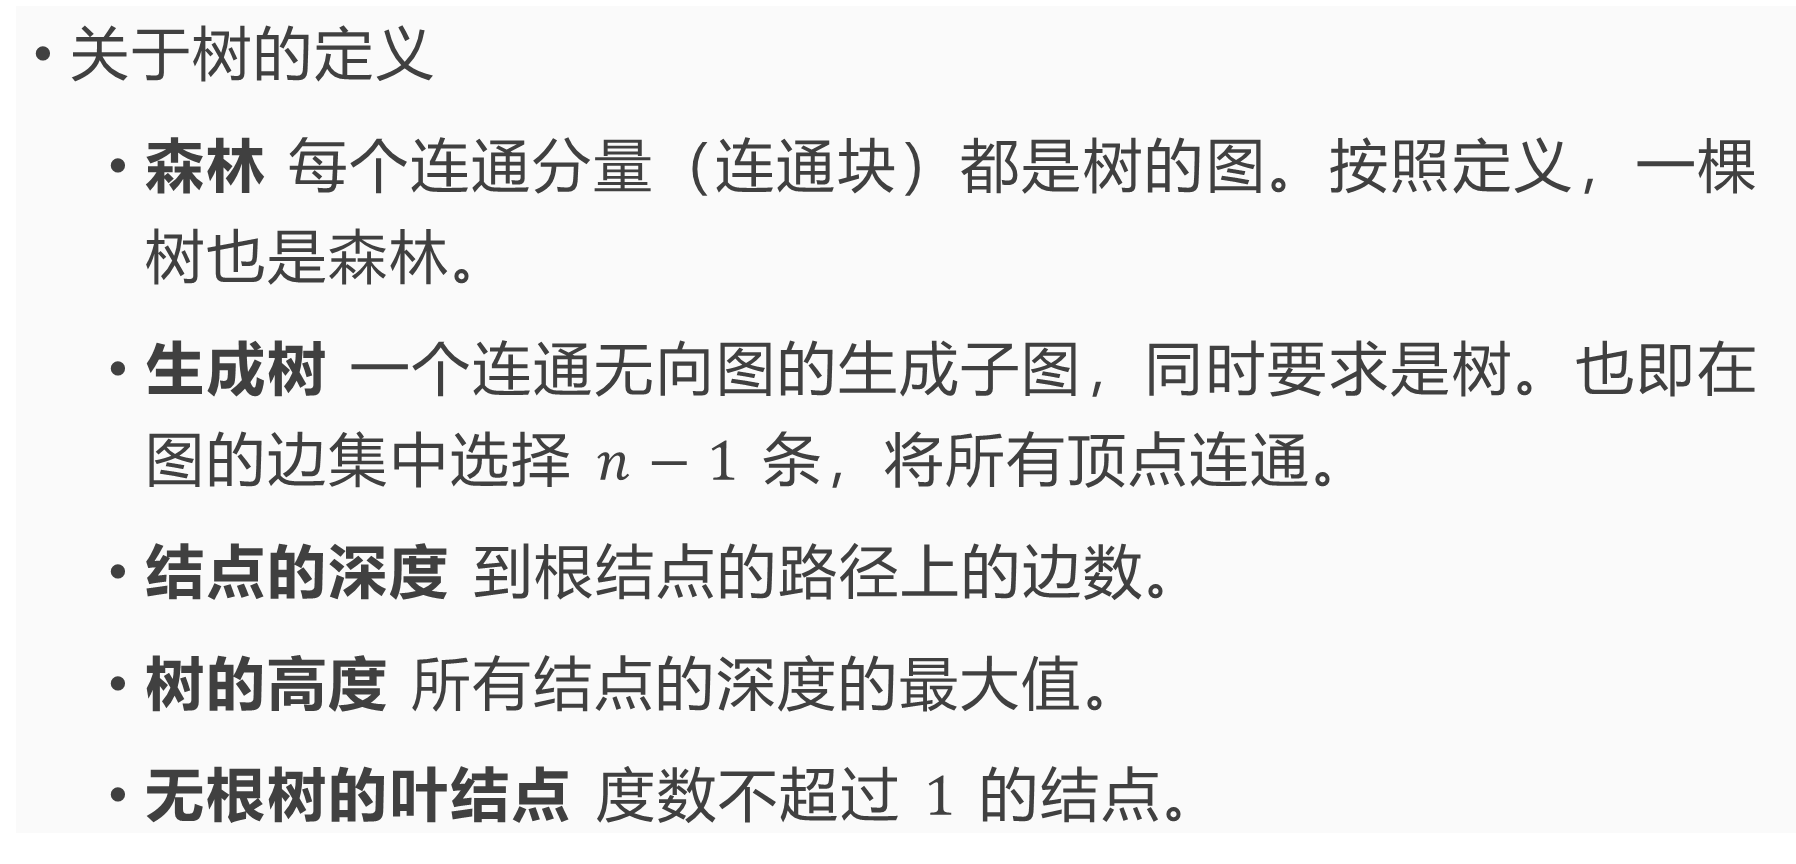 • 关于树的定义
• 森林 每个连通分量（连通块）都是树的图。按照定义，一棵
树也是森林。
• 生成树 一个连通无向图的生成子图，同时要求是树。也即在
图的边集中选择 n − 1 条，将所有顶点连通。
• 结点的深度 到根结点的路径上的边数。
• 树的高度 所有结点的深度的最大值。
• 无根树的叶结点 度数不超过 1 的结点。